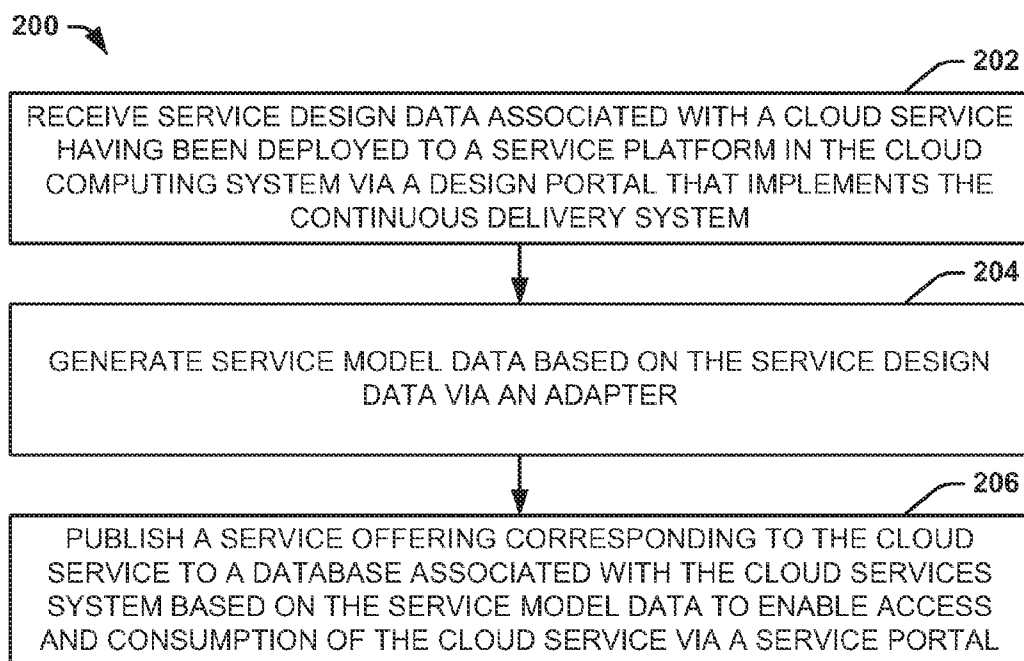 200
202
RECEIVE SERVICE DESIGN DATA ASSOCIATED WITH A CLOUD SERVICE
HAVING BEEN DEPLOYED TO A SERVICE PLATFORM IN THE CLOUD
COMPUTING SYSTEM VIA A DESIGN PORTAL THAT IMPLEMENTS THE
CONTINUOUS DELIVERY SYSTEM
204
GENERATE SERVICE MODEL DATA BASED ON THE SERVICE DESIGN
DATA VIA AN ADAPTER
206
PUBLISH A SERVICE OFFERING CORRESPONDING TO THE CLOUD
SERVICE TO A DATABASE ASSOCIATED WITH THE CLOUD SERVICES
SYSTEM BASED ON THE SERVICE MODEL DATA TO ENABLE ACCESS
AND CONSUMPTION OF THE CLOUD SERVICE VIA A SERVICE PORTAL